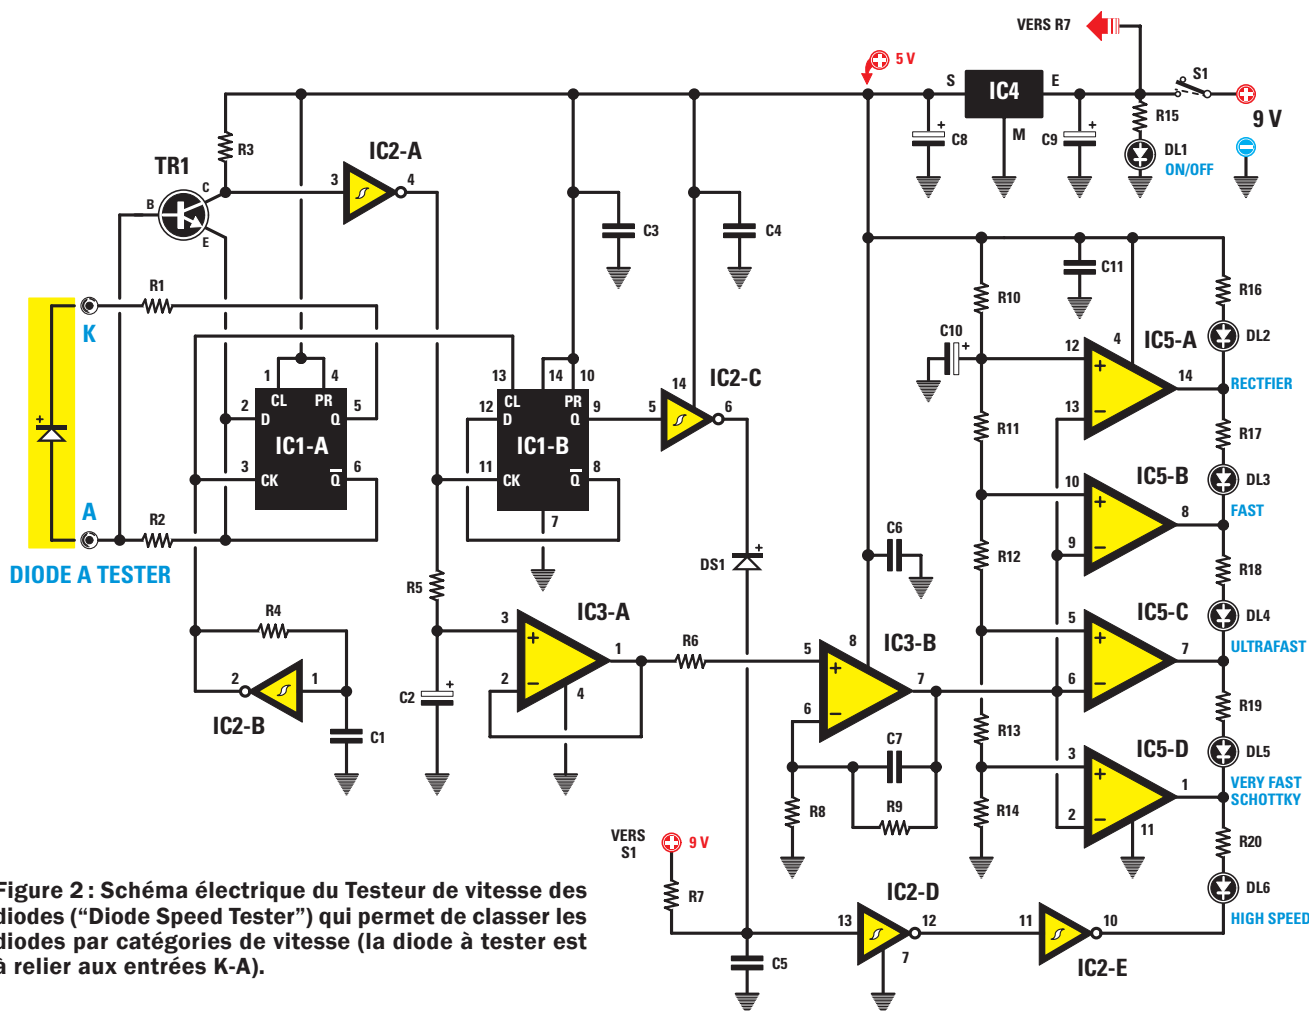 VERS R7
5 V
S
IC4
E
M
S1
9 V
R15
DL1
ON/OFF
C8
+
C9
+
R3
TR1
C
B
E
IC2-A
3
4
C3
C4
R1
K
R2
A
+
DIODE A TESTER
1
4
CL
PR
2
D
Q
5
IC1-A
3
CK
Q
6
13
14
10
12
CL
D
PR
Q
9
IC1-B
11
CK
Q
8
7
IC2-C
14
5
6
DS1
+
R4
2
1
IC2-B
C1
R5
C2
+
IC3-A
3
+
2
−
1
4
R6
C6
IC3-B
5
8
+
6
−
7
C7
R8
R9
R10
C10
+
R11
R12
R13
R14
C11
IC5-A
4
12
+
13
−
14
IC5-B
10
+
9
−
8
IC5-C
5
+
6
−
7
IC5-D
3
+
2
−
1
11
R16
DL2
RECTFIER
R17
DL3
FAST
R18
DL4
ULTRAFAST
R19
DL5
VERY FAST
SCHOTTKY
R20
DL6
HIGH SPEED
VERS
S1
9 V
R7
C5
IC2-D
13
12
7
11
10
IC2-E
Figure 2 : Schéma électrique du Testeur de vitesse des
diodes (“Diode Speed Tester”) qui permet de classer les
diodes par catégories de vitesse (la diode à tester est
à relier aux entrées K-A).